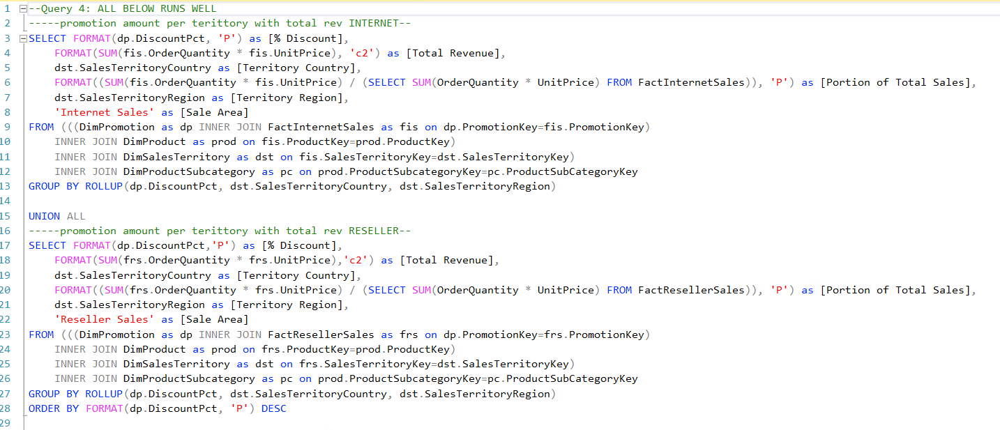 1 --Query 4: ALL BELOW RUNS WELL
2 -----promotion amount per terittory with total rev INTERNET--
3 SELECT FORMAT(dp.DiscountPct, 'P') as [% Discount],
4 FORMAT(SUM(fis.OrderQuantity * fis.UnitPrice), 'c2') as [Total Revenue],
5 dst.SalesTerritoryCountry as [Territory Country],
6 FORMAT((SUM(fis.OrderQuantity * fis.UnitPrice) / (SELECT SUM(OrderQuantity * UnitPrice) FROM FactInternetSales)), 'P') as [Portion of Total Sales],
7 dst.SalesTerritoryRegion as [Territory Region],
8 'Internet Sales' as [Sale Area]
9 FROM (((DimPromotion as dp INNER JOIN FactInternetSales as fis on dp.PromotionKey=fis.PromotionKey)
10 INNER JOIN DimProduct as prod on fis.ProductKey=prod.ProductKey)
11 INNER JOIN DimSalesTerritory as dst on fis.SalesTerritoryKey=dst.SalesTerritoryKey)
12 INNER JOIN DimProductSubcategory as pc on prod.ProductSubcategoryKey=pc.ProductSubCategoryKey
13 GROUP BY ROLLUP(dp.DiscountPct, dst.SalesTerritoryCountry, dst.SalesTerritoryRegion)
14
15 UNION ALL
16 -----promotion amount per terittory with total rev RESELLER--
17 SELECT FORMAT(dp.DiscountPct,'P') as [% Discount],
18 FORMAT(SUM(frs.OrderQuantity * frs.UnitPrice),'c2') as [Total Revenue],
19 dst.SalesTerritoryCountry as [Territory Country],
20 FORMAT((SUM(frs.OrderQuantity * frs.UnitPrice) / (SELECT SUM(OrderQuantity * UnitPrice) FROM FactResellerSales)), 'P') as [Portion of Total Sales],
21 dst.SalesTerritoryRegion as [Territory Region],
22 'Reseller Sales' as [Sale Area]
23 FROM (((DimPromotion as dp INNER JOIN FactResellerSales as frs on dp.PromotionKey=frs.PromotionKey)
24 INNER JOIN DimProduct as prod on frs.ProductKey=prod.ProductKey)
25 INNER JOIN DimSalesTerritory as dst on frs.SalesTerritoryKey=dst.SalesTerritoryKey)
26 INNER JOIN DimProductSubcategory as pc on prod.ProductSubcategoryKey=pc.ProductSubCategoryKey
27 GROUP BY ROLLUP(dp.DiscountPct, dst.SalesTerritoryCountry, dst.SalesTerritoryRegion)
28 ORDER BY FORMAT(dp.DiscountPct, 'P') DESC
29